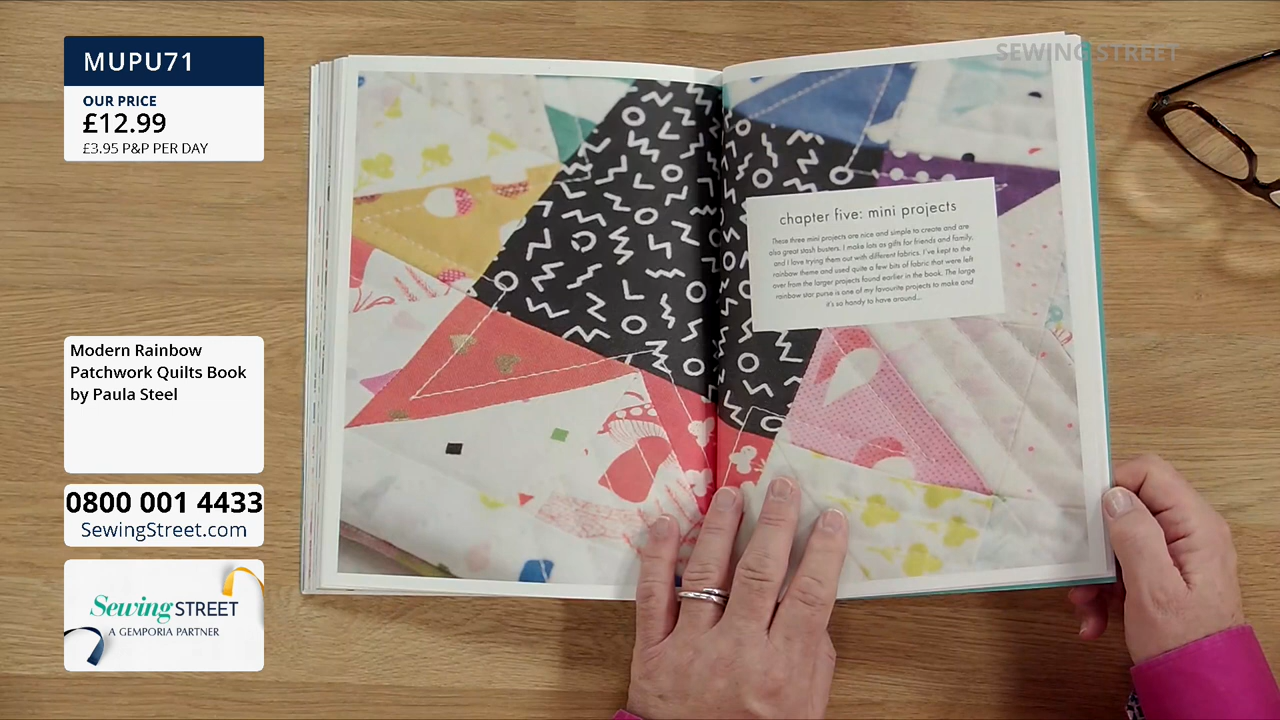 MUPU71
OUR PRICE
£12.99
£3.95 P&P PER DAY
Modern Rainbow
Patchwork Quilts Book
by Paula Steel
0800 001 4433
SewingStreet.com
Sewing STREET
A GEMPORIA PARTNER
SEWING STREET
chapter five: mini projects
These three mini projects are nice and simple to create and are
also great stash busters. I make lots as gifts for friends and family,
and I love trying them out with different fabrics. I've kept to the
rainbow theme and used quite a few bits of fabric that were left
over from the larger projects found earlier in the book. The large
rainbow star purse is one of my favourite projects to make and
it's so handy to have around...